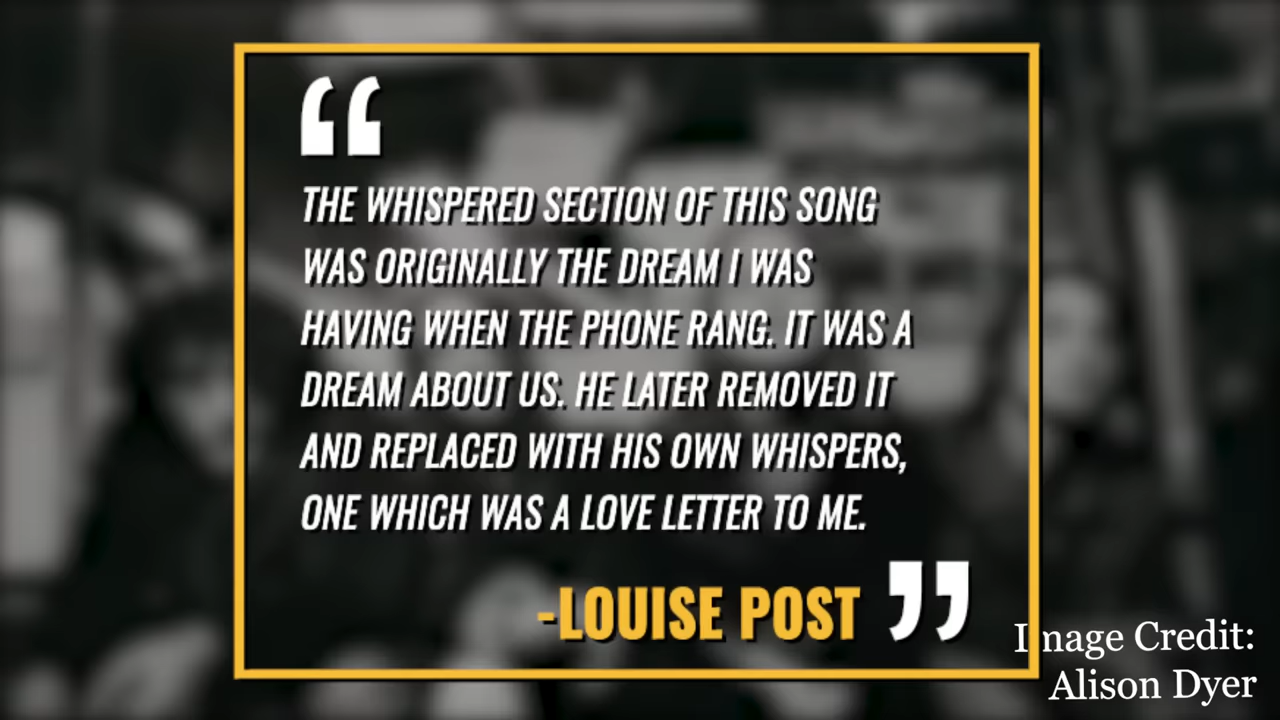 “
THE WHISPERED SECTION OF THIS SONG
WAS ORIGINALLY THE DREAM I WAS
HAVING WHEN THE PHONE RANG. IT WAS A
DREAM ABOUT US. HE LATER REMOVED IT
AND REPLACED WITH HIS OWN WHISPERS,
ONE WHICH WAS A LOVE LETTER TO ME.
-LOUISE POST ”
Image Credit:
Alison Dyer